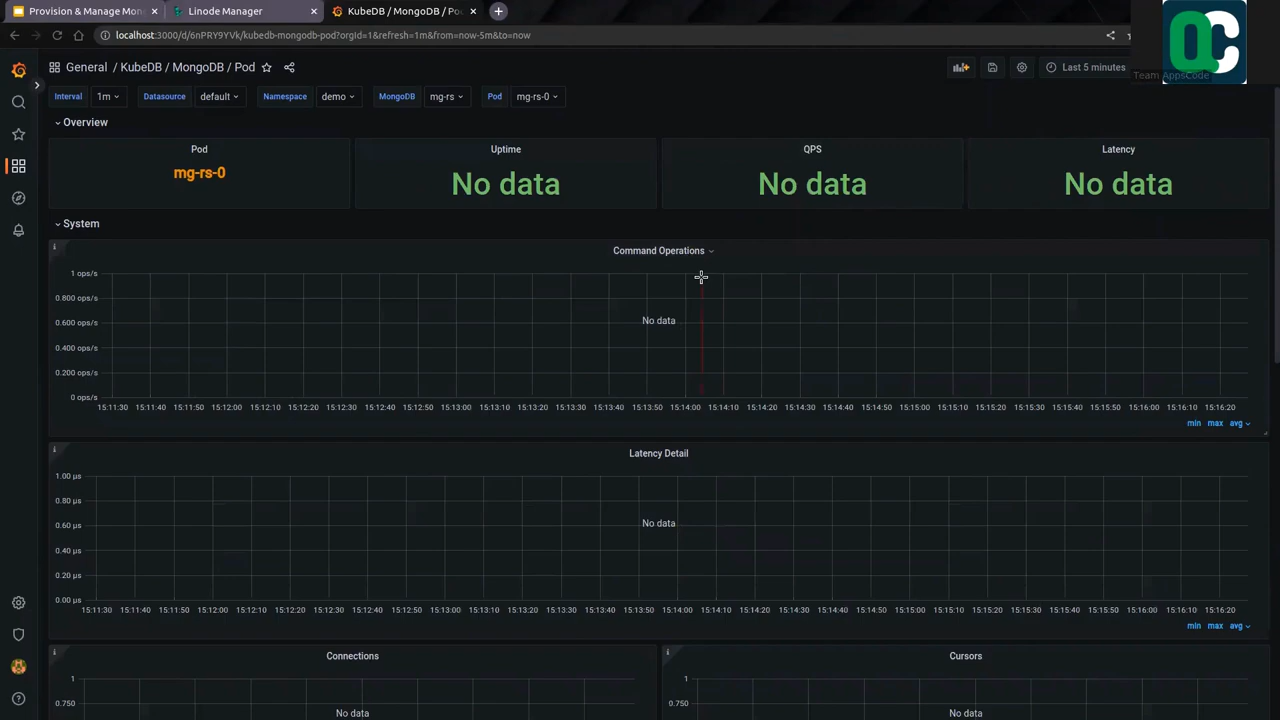 Provision & Manage Mon
Linode Manager
KubeDB / MongoDB / Po
localhost:3000/d/6nPRY9YVk/kubedb-mongodb-pod?orgId=1&refresh=1m&from=now-5m&to=now
QC
Team AppsCode
General / KubeDB / MongoDB / Pod
Last 5 minutes
Interval 1m Datasource default Namespace demo MongoDB mg-rs Pod mg-rs-0
Overview
Pod Uptime QPS Latency
mg-rs-0 No data No data No data
System
Command Operations
1 ops/s
0.800 ops/s
No data
0.600 ops/s
0.400 ops/s
0.200 ops/s
0 ops/s
15:11:30 15:11:40 15:11:50 15:12:00 15:12:10 15:12:20 15:12:30 15:12:40 15:12:50 15:13:00 15:13:10 15:13:20 15:13:30 15:13:40 15:13:50 15:14:00 15:14:10 15:14:20 15:14:30 15:14:40 15:14:50 15:15:00 15:15:10 15:15:20 15:15:30 15:15:40 15:15:50 15:16:00 15:16:10 15:16:20
min max avg
Latency Detail
1.00 µs
0.80 µs
No data
0.60 µs
0.40 µs
0.20 µs
0.00 µs
15:11:30 15:11:40 15:11:50 15:12:00 15:12:10 15:12:20 15:12:30 15:12:40 15:12:50 15:13:00 15:13:10 15:13:20 15:13:30 15:13:40 15:13:50 15:14:00 15:14:10 15:14:20 15:14:30 15:14:40 15:14:50 15:15:00 15:15:10 15:15:20 15:15:30 15:15:40 15:15:50 15:16:00 15:16:10 15:16:20
min max avg
Connections Cursors
1 1
0.750 0.750
No data No data